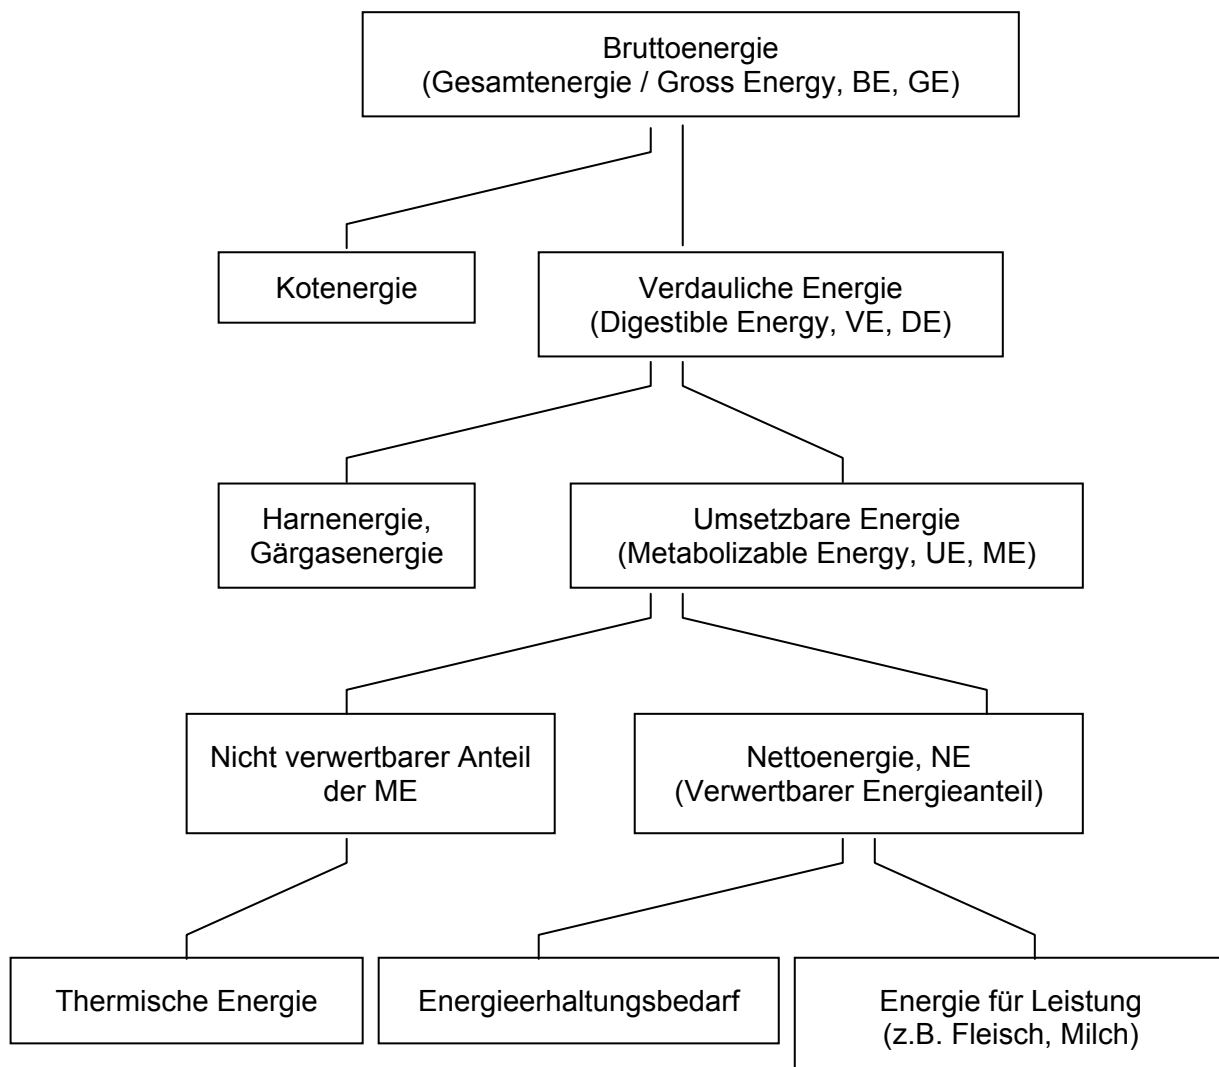 Bruttoenergie
(Gesamtenergie / Gross Energy, BE, GE)
Kotenergie
Verdauliche Energie
(Digestible Energy, VE, DE)
Harnenergie,
Gärgasenergie
Umsetzbare Energie
(Metabolizable Energy, UE, ME)
Nicht verwertbarer Anteil
der ME
Nettoenergie, NE
(Verwertbarer Energieanteil)
Thermische Energie
Energieerhaltungsbedarf
Energie für Leistung
(z.B. Fleisch, Milch)